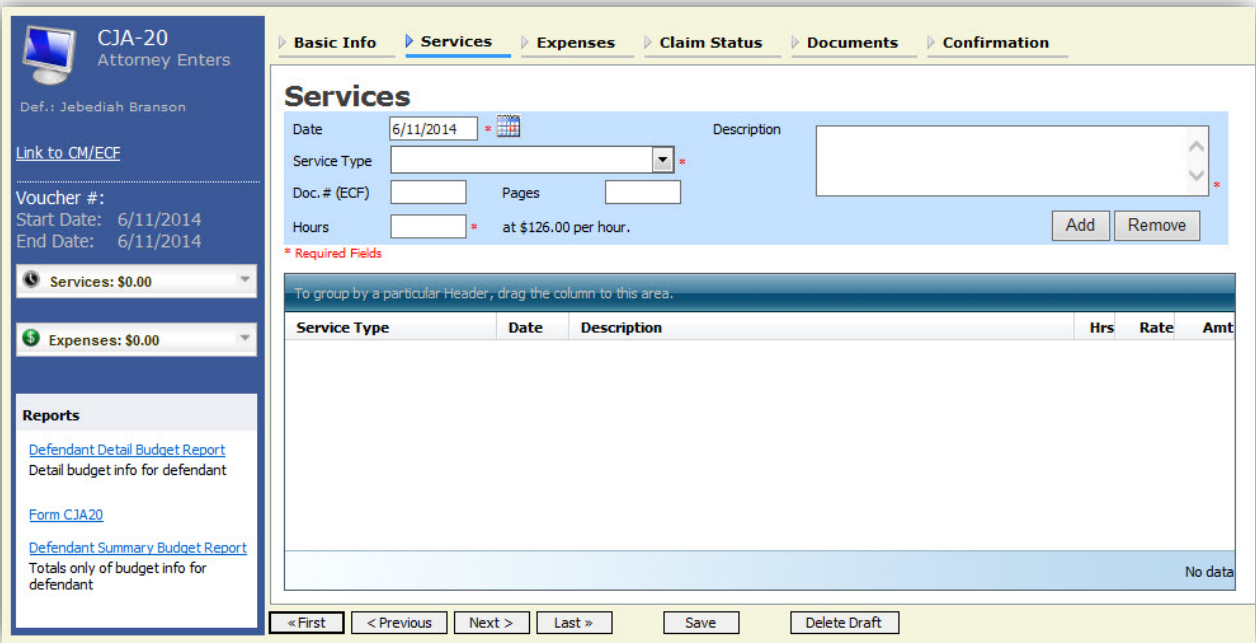 CJA-20
Attorney Enters
Def.: Jebediah Branson
Link to CM/ECF
Voucher #:
Start Date: 6/11/2014
End Date: 6/11/2014
Services: $0.00
Expenses: $0.00
Reports
Defendant Detail Budget Report
Detail budget info for defendant
Form CJA20
Defendant Summary Budget Report
Totals only of budget info for
defendant
Basic Info Services Expenses Claim Status Documents Confirmation
Services
Date 6/11/2014 * Description
Service Type *
Doc.# (ECF) Pages *
Hours * at $126.00 per hour. Add Remove
* Required Fields
To group by a particular Header, drag the column to this area.
Service Type Date Description Hrs Rate Amt
No data
« First < Previous Next > Last » Save Delete Draft